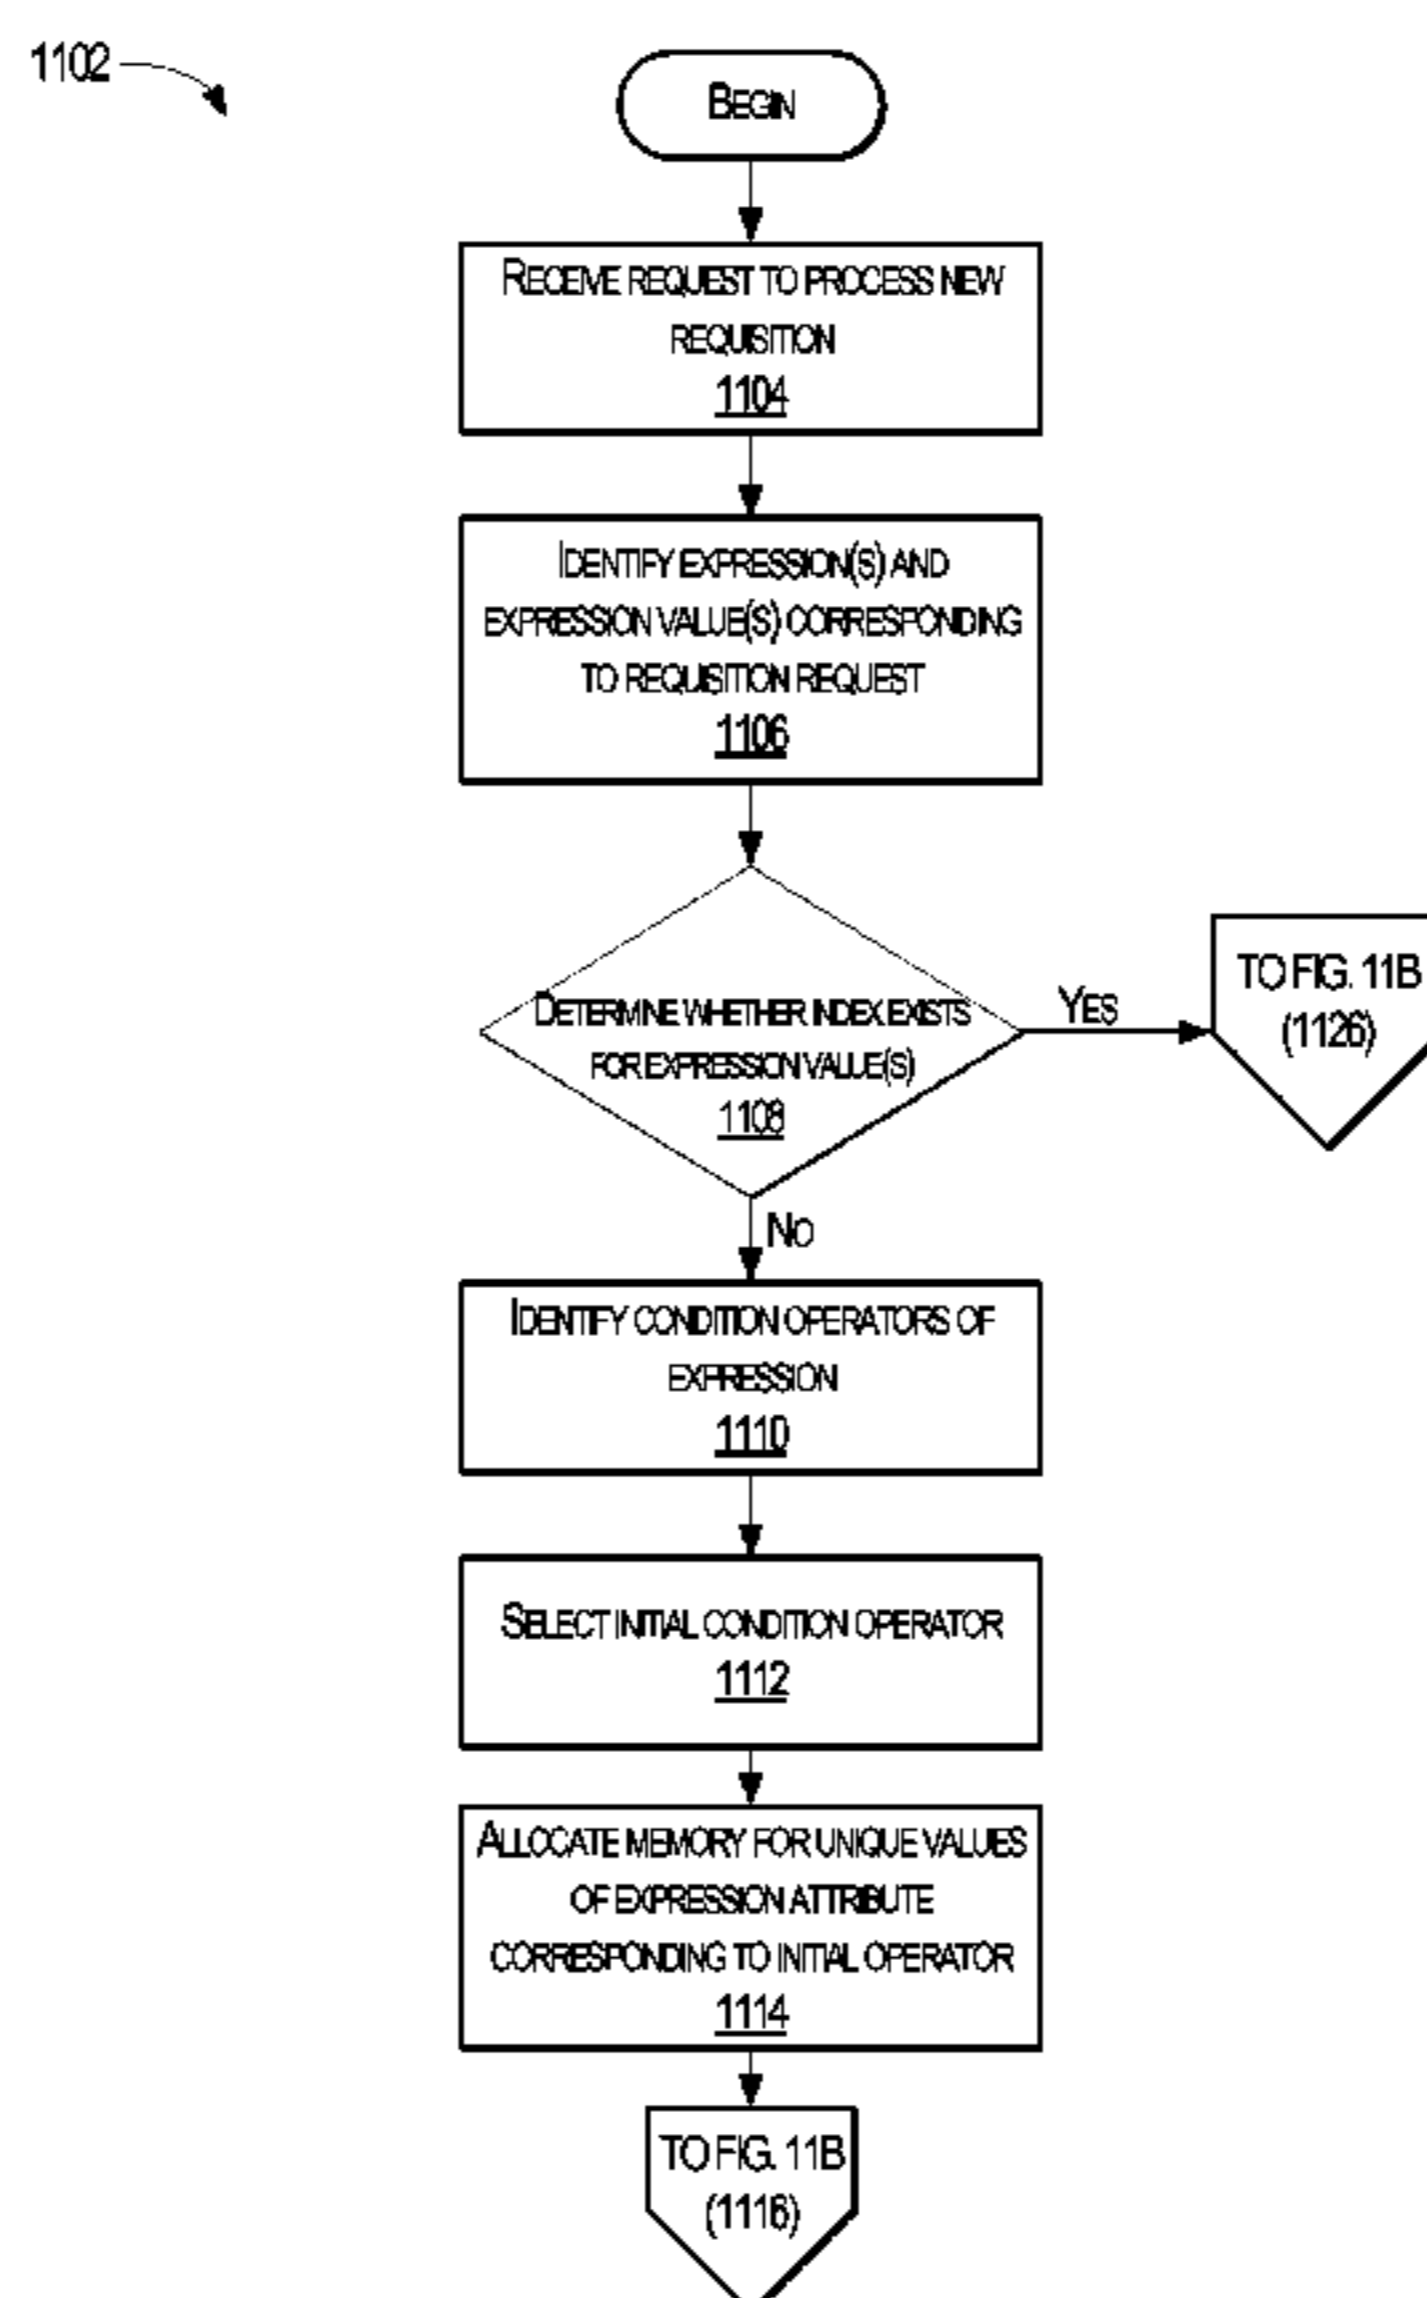 1102
BEGIN
RECEIVE REQUEST TO PROCESS NEW
REQUISITION
1104
IDENTIFY EXPRESSION(S) AND
EXPRESSION VALUE(S) CORRESPONDING
TO REQUISITION REQUEST
1106
DETERMINE WHETHER INDEX EXISTS
FOR EXPRESSION VALUE(S)
1108
YES
TO FIG. 11B
(1126)
NO
IDENTIFY CONDITION OPERATORS OF
EXPRESSION
1110
SELECT INITIAL CONDITION OPERATOR
1112
ALLOCATE MEMORY FOR UNIQUE VALUES
OF EXPRESSION ATTRIBUTE
CORRESPONDING TO INITIAL OPERATOR
1114
TO FIG. 11B
(1116)